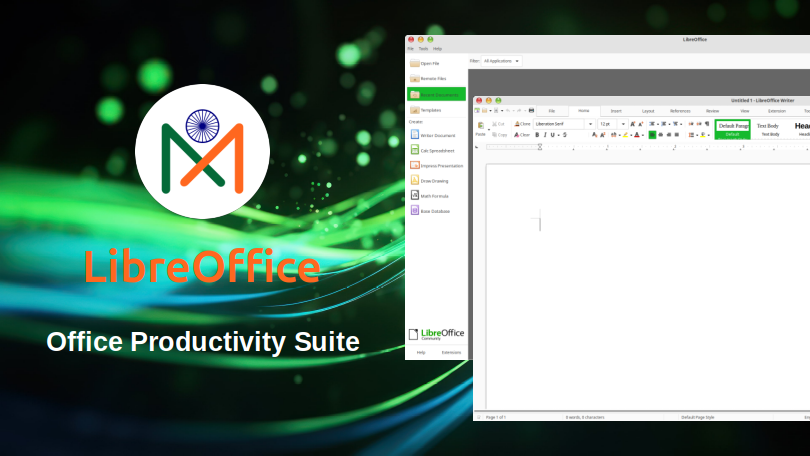 LibreOffice
Office Productivity Suite
LibreOffice
File Tools Help
Filter: All Applications
Open File
Remote Files
Recent Documents
Templates
Create:
Writer Document
Calc Spreadsheet
Impress Presentation
Draw Drawing
Math Formula
Base Database
LibreOffice
Community
Help Extensions
Untitled 1 - LibreOffice Writer
File Home Insert Layout References Review View Extension
Cut Clone Liberation Serif 12 pt Default Parag Text Body
Paste Copy Clear Default Text Body
Page 1 of 1 0 words, 0 characters Default Page Style